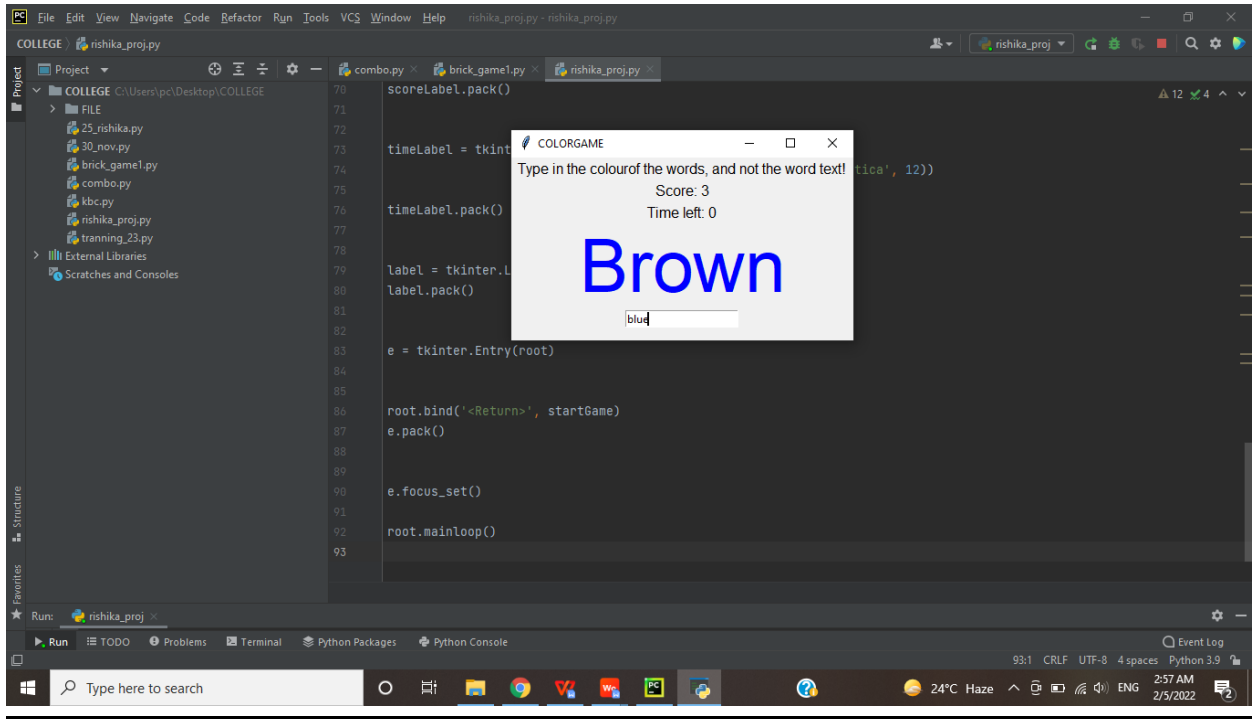 PC File Edit View Navigate Code Refactor Run Tools VCS Window Help rishika_proj.py - rishika_proj.py
COLLEGE rishika_proj.py rishika_proj
Project
Project combo.py brick_game1.py rishika_proj.py
COLLEGE C:\Users\pc\Desktop\COLLEGE
FILE
25_rishika.py
30_nov.py
brick_game1.py
combo.py
kbc.py
rishika_proj.py
tranning_23.py
External Libraries
Scratches and Consoles
12 4
70 scoreLabel.pack()
71
72
73 timeLabel = tkint
74 tica', 12))
75
76 timeLabel.pack()
77
78
79 label = tkinter.L
80 label.pack()
81
82
83 e = tkinter.Entry(root)
84
85
86 root.bind('<Return>', startGame)
87 e.pack()
88
89
90 e.focus_set()
91
92 root.mainloop()
93
COLORGAME
Type in the colourof the words, and not the word text!
Score: 3
Time left: 0
Brown
blue
Structure
Favorites
Run: rishika_proj
Run TODO Problems Terminal Python Packages Python Console Event Log
93:1 CRLF UTF-8 4 spaces Python 3.9
Type here to search 24°C Haze ENG 2:57 AM
2/5/2022 2